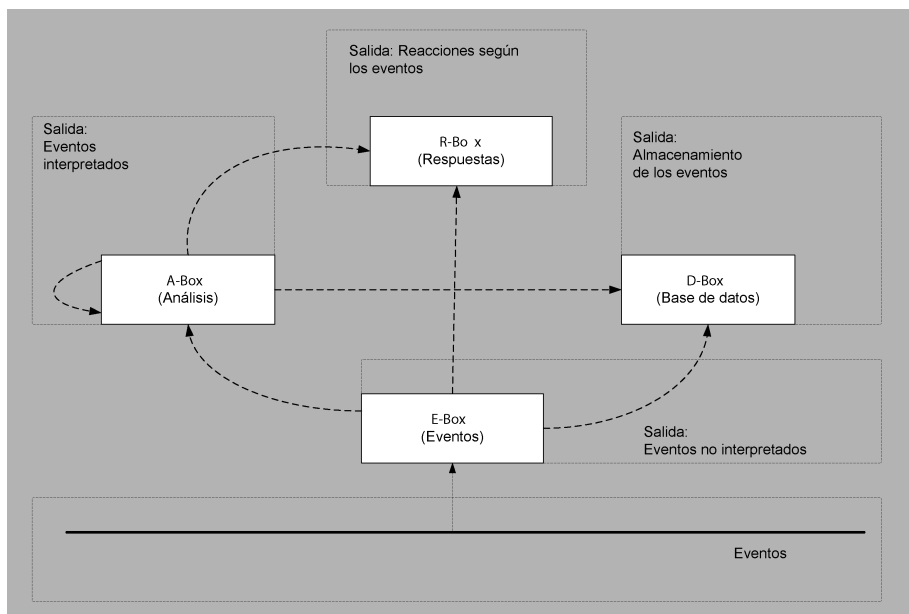 Salida: Reacciones según
los eventos
R-Bo x
(Respuestas)
Salida:
Eventos
interpretados
Salida:
Almacenamiento
de los eventos
A-Box
(Análisis)
D-Box
(Base de datos)
E-Box
(Eventos)
Salida:
Eventos no interpretados
Eventos